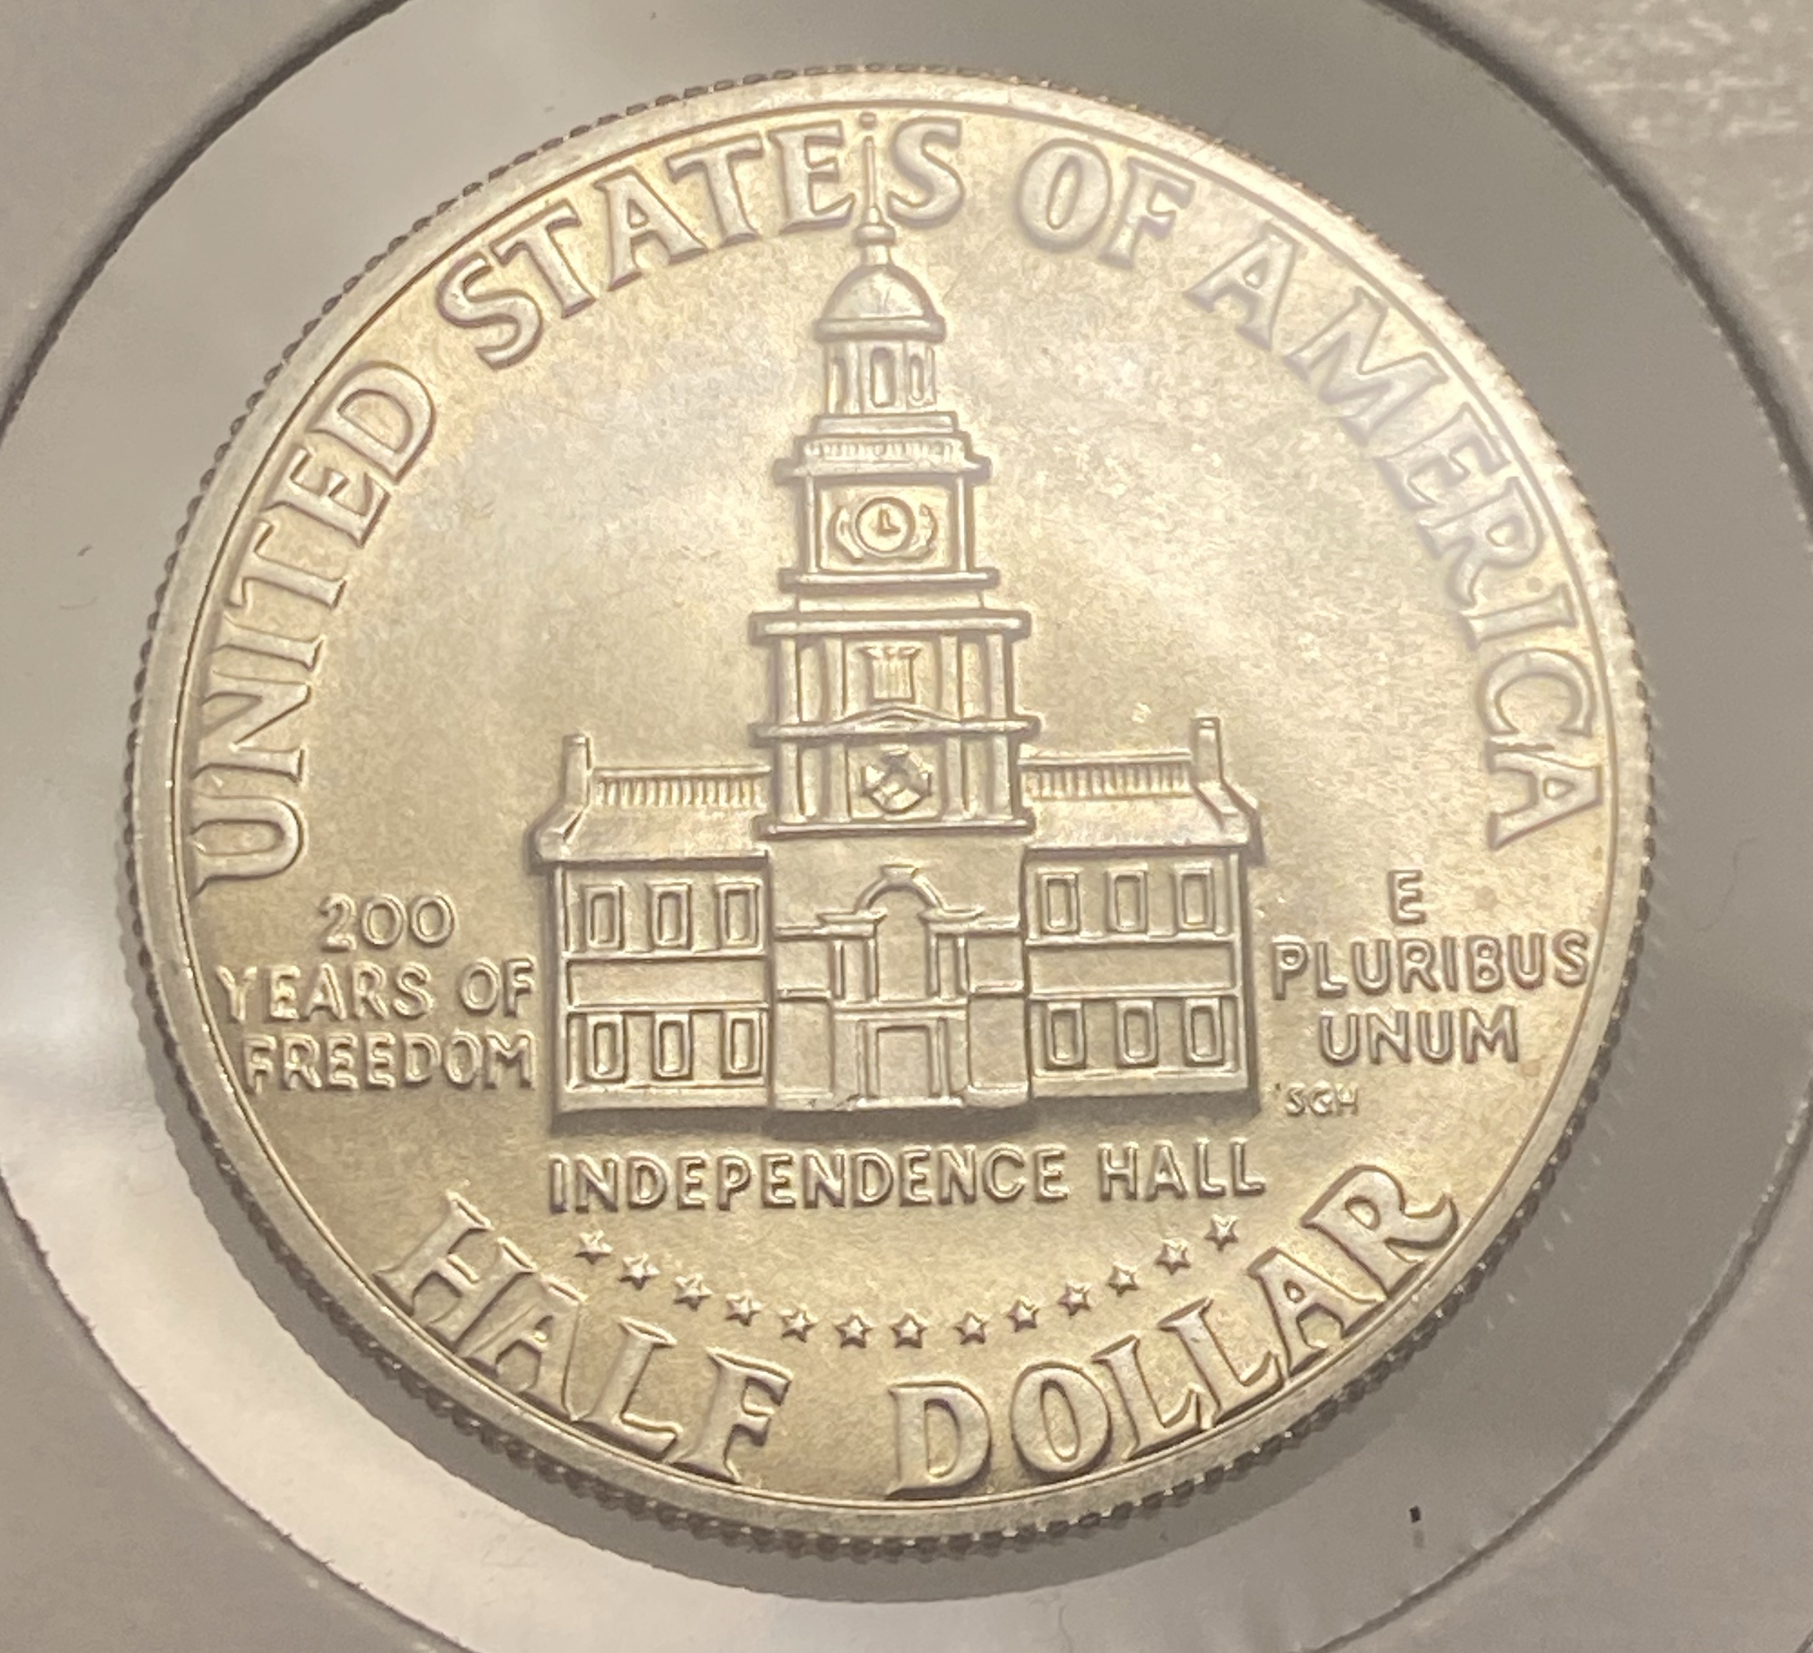 UNITED STATES OF AMERICA
200
YEARS OF
FREEDOM
E
PLURIBUS
UNUM
SGH
INDEPENDENCE HALL
HALF DOLLAR